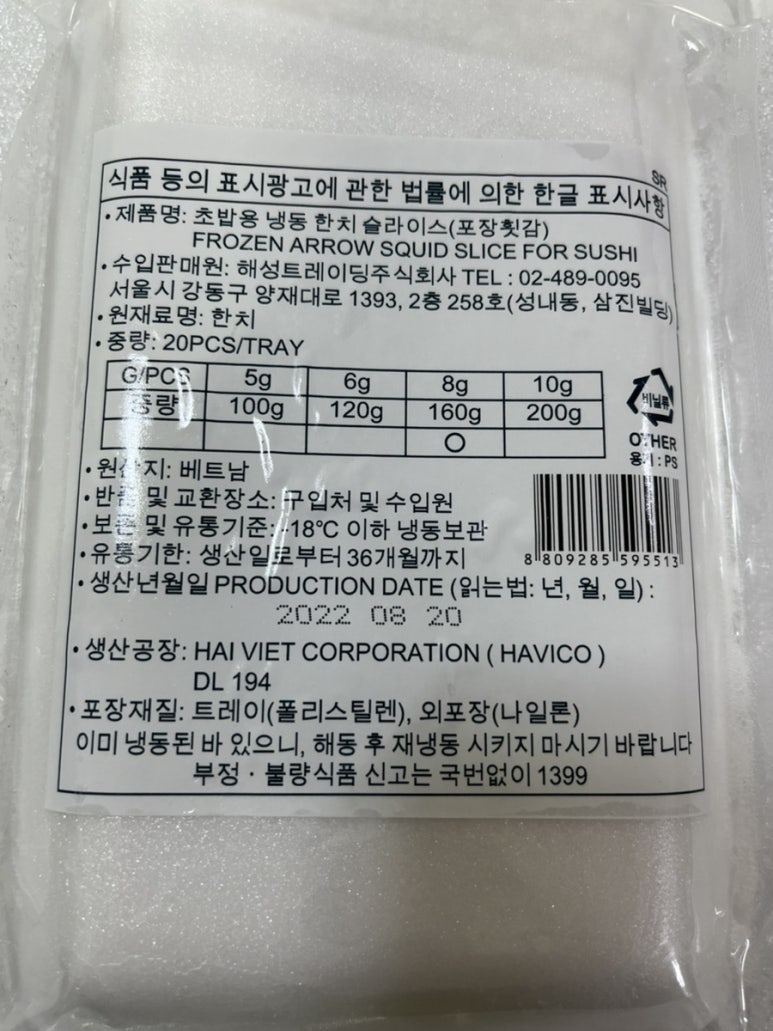 SR
식품 등의 표시광고에 관한 법률에 의한 한글 표시사항
• 제품명: 초밥용 냉동 한치 슬라이스(포장횟감)
FROZEN ARROW SQUID SLICE FOR SUSHI
• 수입판매원: 해성트레이딩주식회사 TEL : 02-489-0095
서울시 강동구 양재대로 1393, 2층 258호(성내동, 삼진빌딩)
• 원재료명: 한치
• 중량: 20PCS/TRAY
G/PCS 5g 6g 8g 10g
중량 100g 120g 160g 200g
O
비닐류
OTHER
용기 : PS
• 원산지: 베트남
• 반품 및 교환장소: 구입처 및 수입원
• 보존 및 유통기준: -18℃ 이하 냉동보관
• 유통기한: 생산일로부터 36개월까지
8 809285 595513
• 생산년월일 PRODUCTION DATE (읽는법: 년, 월, 일) :
2022 08 20
• 생산공장: HAI VIET CORPORATION ( HAVICO )
DL 194
• 포장재질: 트레이(폴리스틸렌), 외포장(나일론)
이미 냉동된 바 있으니, 해동 후 재냉동 시키지 마시기 바랍니다
부정 · 불량식품 신고는 국번없이 1399